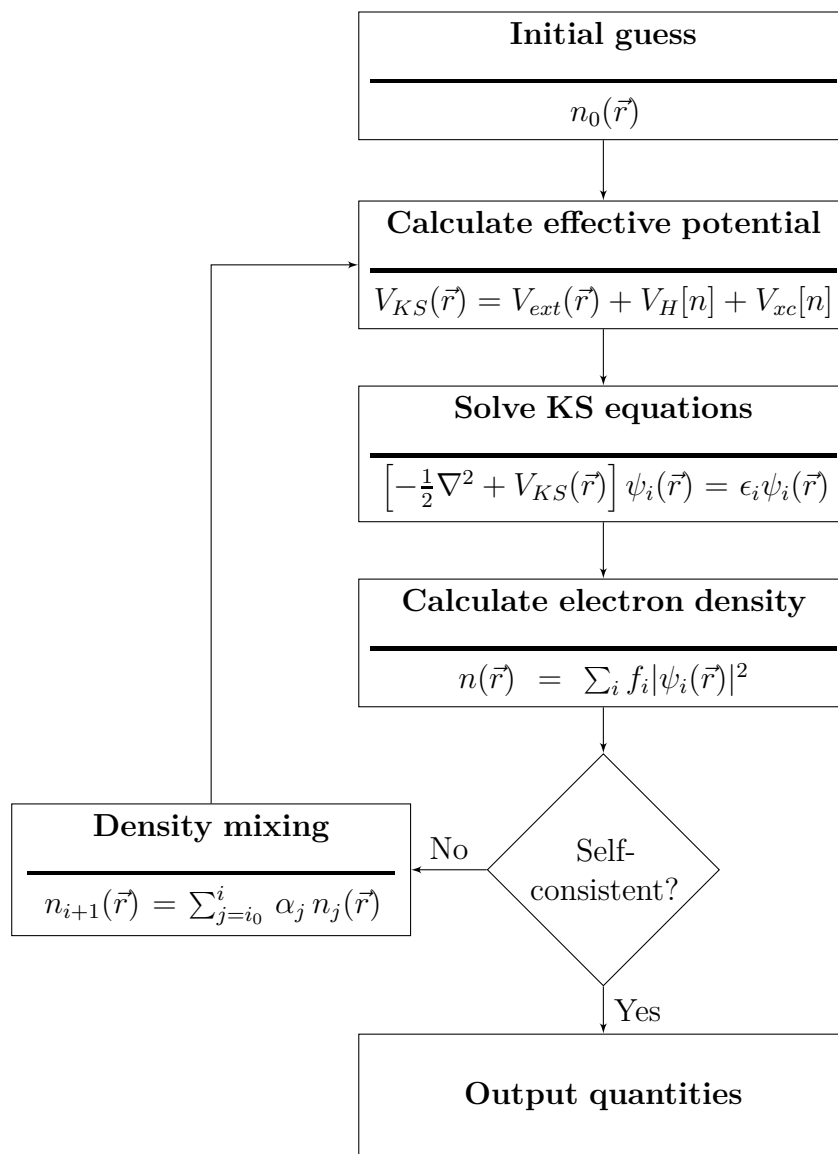 Initial guess
$n_0(\vec{r})$
Calculate effective potential
$V_{KS}(\vec{r}) = V_{ext}(\vec{r}) + V_H[n] + V_{xc}[n]$
Solve KS equations
$\left[-\frac{1}{2}\nabla^2 + V_{KS}(\vec{r})\right] \psi_i(\vec{r}) = \epsilon_i \psi_i(\vec{r})$
Calculate electron density
$n(\vec{r}) = \sum_i f_i |\psi_i(\vec{r})|^2$
Self-
consistent?
No
Density mixing
$n_{i+1}(\vec{r}) = \sum_{j=i_0}^{i} \alpha_j \, n_j(\vec{r})$
Yes
Output quantities